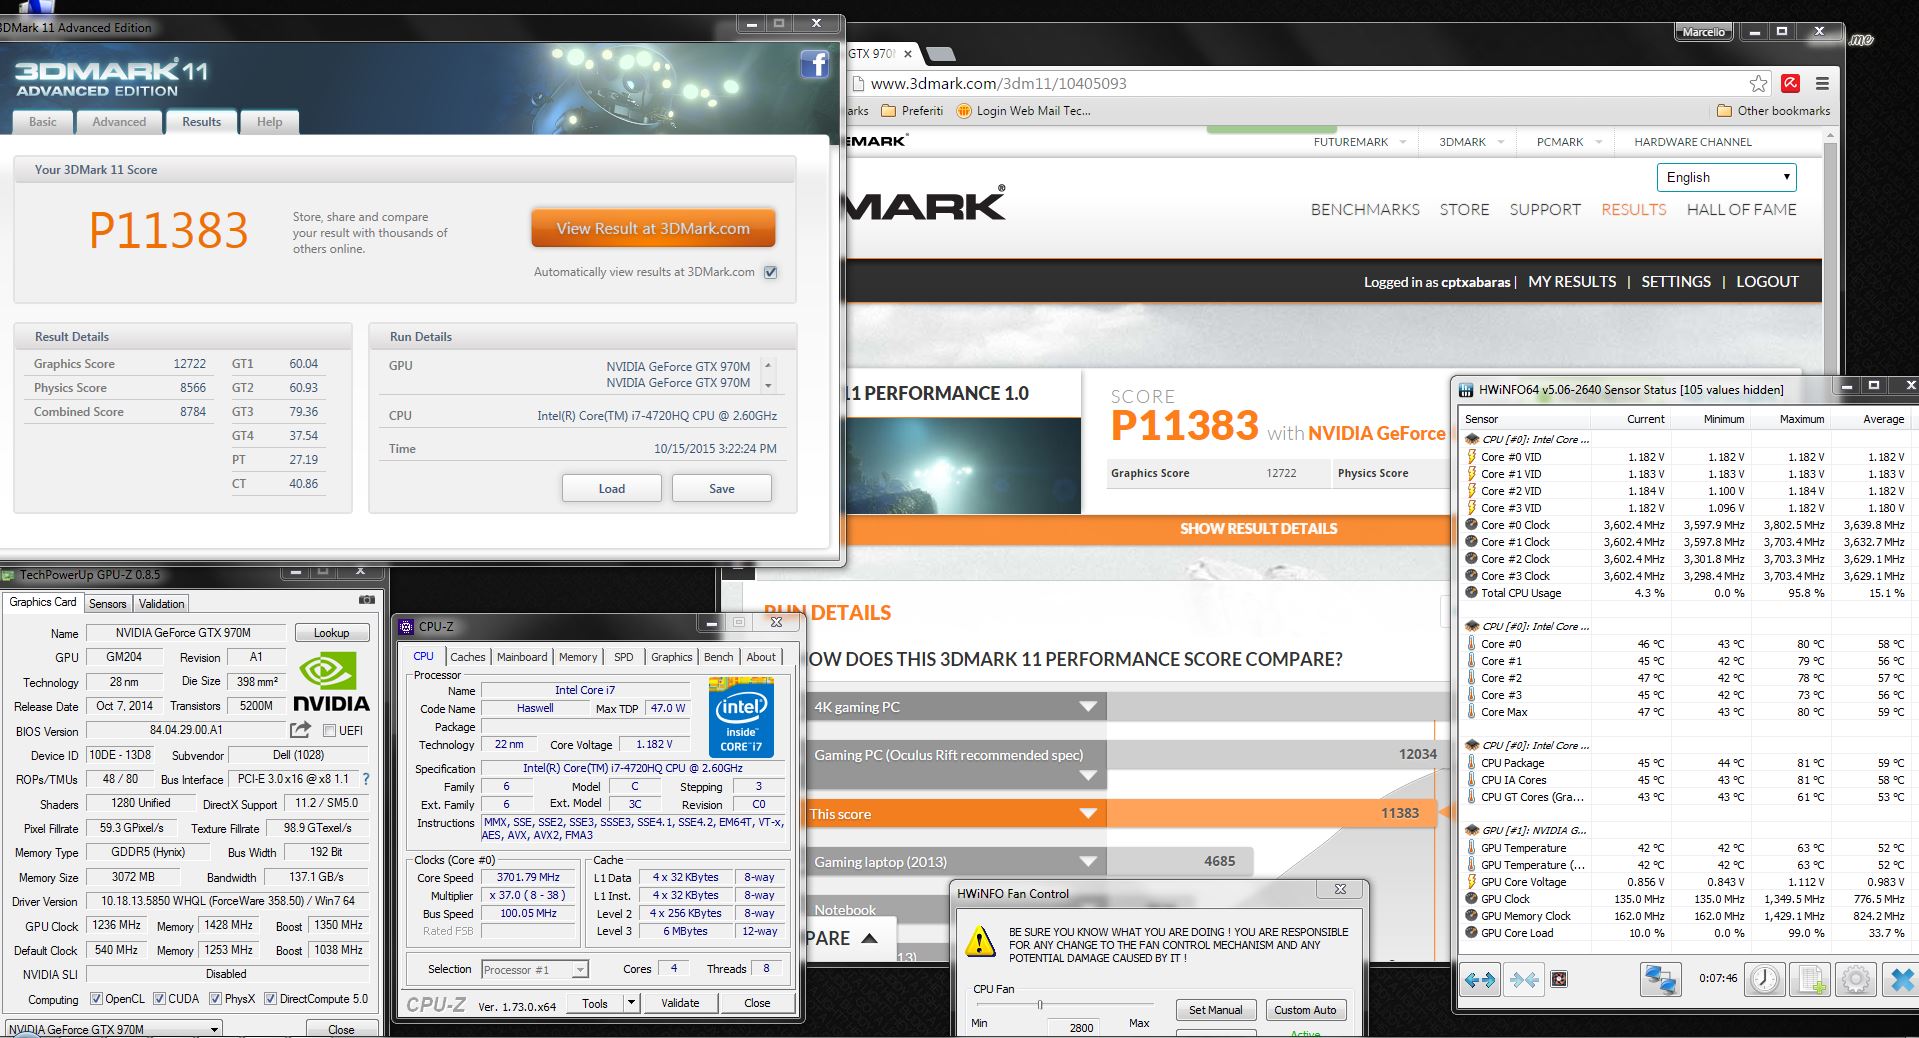 3DMark 11 Advanced Edition
3DMARK 11
ADVANCED EDITION
Basic Advanced Results Help
Your 3DMark 11 Score
P11383
Store, share and compare
your result with thousands of
others online.
View Result at 3DMark.com
Automatically view results at 3DMark.com
Result Details
Graphics Score 12722 GT1 60.04
Physics Score 8566 GT2 60.93
Combined Score 8784 GT3 79.36
GT4 37.54
PT 27.19
CT 40.86
Run Details
GPU NVIDIA GeForce GTX 970M
NVIDIA GeForce GTX 970M
CPU Intel(R) Core(TM) i7-4720HQ CPU @ 2.60GHz
Time 10/15/2015 3:22:24 PM
Load Save
Marcello
.me
GTX 970
www.3dmark.com/3dm11/10405093
arks Preferiti Login Web Mail Tec... Other bookmarks
EMARK® FUTUREMARK 3DMARK PCMARK HARDWARE CHANNEL
English
MARK®
BENCHMARKS STORE SUPPORT RESULTS HALL OF FAME
Logged in as cptxabaras | MY RESULTS | SETTINGS | LOGOUT
11 PERFORMANCE 1.0
SCORE
P11383 with NVIDIA GeForce
Graphics Score 12722 Physics Score
SHOW RESULT DETAILS
RUN DETAILS
OW DOES THIS 3DMARK 11 PERFORMANCE SCORE COMPARE?
4K gaming PC
Gaming PC (Oculus Rift recommended spec) 12034
This score 11383
Gaming laptop (2013) 4685
Notebook
PARE
13)
TechPowerUp GPU-Z 0.8.5
Graphics Card Sensors Validation
Name NVIDIA GeForce GTX 970M Lookup
GPU GM204 Revision A1
Technology 28 nm Die Size 398 mm²
Release Date Oct 7, 2014 Transistors 5200M
NVIDIA
BIOS Version 84.04.29.00.A1 UEFI
Device ID 10DE - 13D8 Subvendor Dell (1028)
ROPs/TMUs 48 / 80 Bus Interface PCI-E 3.0 x16 @ x8 1.1 ?
Shaders 1280 Unified DirectX Support 11.2 / SM5.0
Pixel Fillrate 59.3 GPixel/s Texture Fillrate 98.9 GTexel/s
Memory Type GDDR5 (Hynix) Bus Width 192 Bit
Memory Size 3072 MB Bandwidth 137.1 GB/s
Driver Version 10.18.13.5850 WHQL (ForceWare 358.50) / Win7 64
GPU Clock 1236 MHz Memory 1428 MHz Boost 1350 MHz
Default Clock 540 MHz Memory 1253 MHz Boost 1038 MHz
NVIDIA SLI Disabled
Computing OpenCL CUDA PhysX DirectCompute 5.0
NVIDIA GeForce GTX 970M Close
CPU-Z
CPU Caches Mainboard Memory SPD Graphics Bench About
Processor
Name Intel Core i7
Code Name Haswell Max TDP 47.0 W
Package
Technology 22 nm Core Voltage 1.182 V
intel
inside™
CORE™i7
Specification Intel(R) Core(TM) i7-4720HQ CPU @ 2.60GHz
Family 6 Model C Stepping 3
Ext. Family 6 Ext. Model 3C Revision C0
Instructions MMX, SSE, SSE2, SSE3, SSSE3, SSE4.1, SSE4.2, EM64T, VT-x,
AES, AVX, AVX2, FMA3
Clocks (Core #0)
Core Speed 3701.79 MHz
Multiplier x 37.0 ( 8 - 38 )
Bus Speed 100.05 MHz
Rated FSB
Cache
L1 Data 4 x 32 KBytes 8-way
L1 Inst. 4 x 32 KBytes 8-way
Level 2 4 x 256 KBytes 8-way
Level 3 6 MBytes 12-way
Selection Processor #1 Cores 4 Threads 8
CPU-Z Ver. 1.73.0.x64 Tools Validate Close
HWiNFO Fan Control
BE SURE YOU KNOW WHAT YOU ARE DOING ! YOU ARE RESPONSIBLE
FOR ANY CHANGE TO THE FAN CONTROL MECHANISM AND ANY
POTENTIAL DAMAGE CAUSED BY IT !
CPU Fan
Set Manual Custom Auto
Min 2800 Max
Active
HWiNFO64 v5.06-2640 Sensor Status [105 values hidden]
Sensor Current Minimum Maximum Average
CPU [#0]: Intel Core ...
Core #0 VID 1.182 V 1.182 V 1.182 V 1.182 V
Core #1 VID 1.183 V 1.183 V 1.183 V 1.183 V
Core #2 VID 1.184 V 1.100 V 1.184 V 1.182 V
Core #3 VID 1.182 V 1.096 V 1.182 V 1.180 V
Core #0 Clock 3,602.4 MHz 3,597.9 MHz 3,802.5 MHz 3,639.8 MHz
Core #1 Clock 3,602.4 MHz 3,597.8 MHz 3,703.4 MHz 3,632.7 MHz
Core #2 Clock 3,602.4 MHz 3,301.8 MHz 3,703.3 MHz 3,629.1 MHz
Core #3 Clock 3,602.4 MHz 3,298.4 MHz 3,703.4 MHz 3,629.1 MHz
Total CPU Usage 4.3 % 0.0 % 95.8 % 15.1 %
CPU [#0]: Intel Core ...
Core #0 46 °C 43 °C 80 °C 58 °C
Core #1 45 °C 42 °C 79 °C 56 °C
Core #2 47 °C 42 °C 78 °C 57 °C
Core #3 45 °C 42 °C 73 °C 56 °C
Core Max 47 °C 43 °C 80 °C 59 °C
CPU [#0]: Intel Core ...
CPU Package 45 °C 44 °C 81 °C 59 °C
CPU IA Cores 45 °C 43 °C 81 °C 58 °C
CPU GT Cores (Gra... 43 °C 43 °C 61 °C 53 °C
GPU [#1]: NVIDIA G...
GPU Temperature 42 °C 42 °C 63 °C 52 °C
GPU Temperature (... 42 °C 42 °C 63 °C 52 °C
GPU Core Voltage 0.856 V 0.843 V 1.112 V 0.983 V
GPU Clock 135.0 MHz 135.0 MHz 1,349.5 MHz 776.5 MHz
GPU Memory Clock 162.0 MHz 162.0 MHz 1,429.1 MHz 824.2 MHz
GPU Core Load 10.0 % 0.0 % 99.0 % 33.7 %
0:07:46